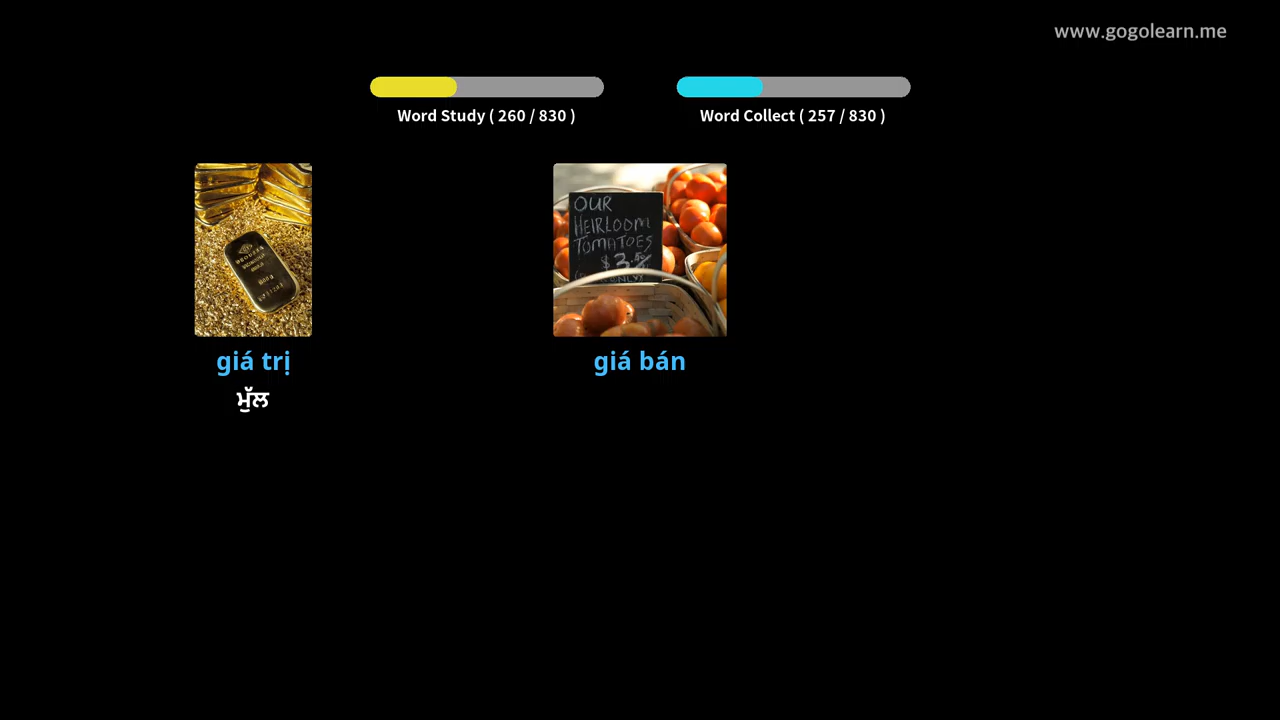 www.gogolearn.me
Word Study ( 260 / 830 )
Word Collect ( 257 / 830 )
OUR
HEIRLOOM
TOMATOES
giá trị
giá bán
ਮੁੱਲ